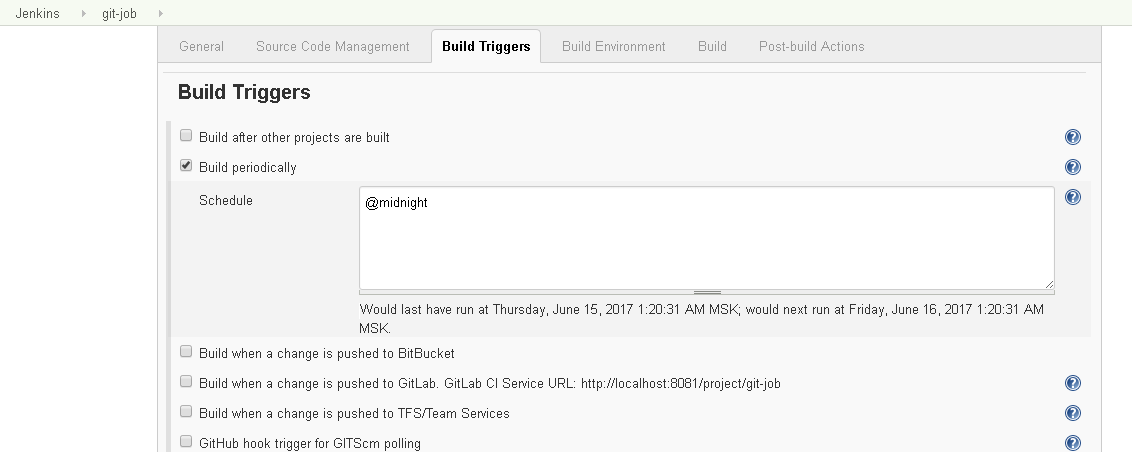 Jenkins git-job
General Source Code Management Build Triggers Build Environment Build Post-build Actions
Build Triggers
Build after other projects are built
Build periodically
Schedule
@midnight
Would last have run at Thursday, June 15, 2017 1:20:31 AM MSK; would next run at Friday, June 16, 2017 1:20:31 AM
MSK.
Build when a change is pushed to BitBucket
Build when a change is pushed to GitLab. GitLab CI Service URL: http://localhost:8081/project/git-job
Build when a change is pushed to TFS/Team Services
GitHub hook trigger for GITScm polling